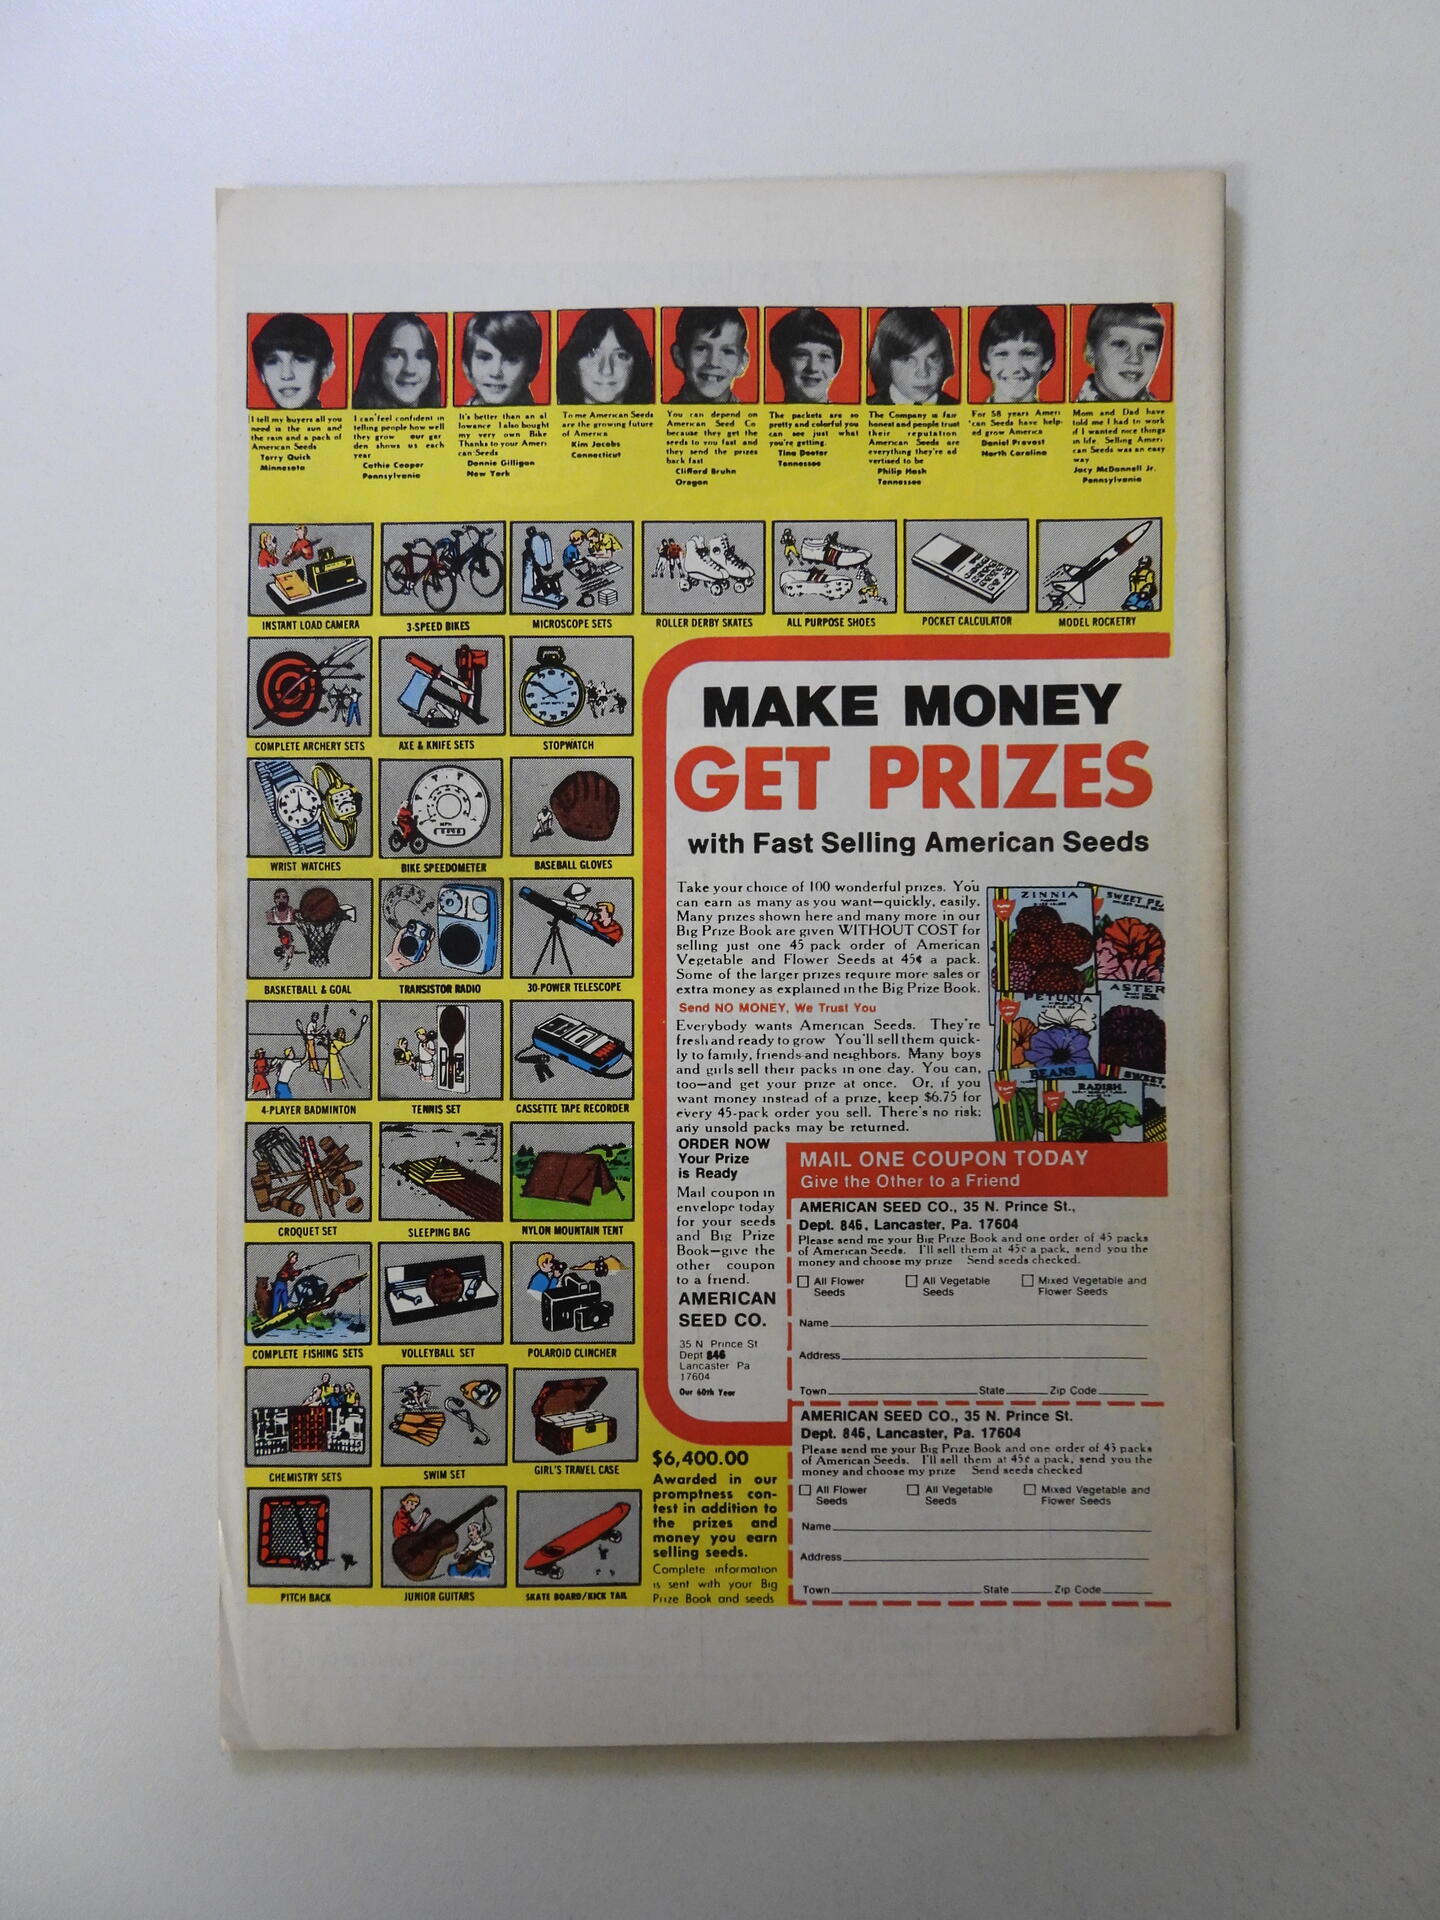 I tell my buyers all you
need is the sun and
the rain and a pack of
American Seeds
Terry Quick
Minnesota
I can feel confident in
telling people how well
they grow our gar
den shows us each
year
Cathie Cooper
Pennsylvania
It's better than an al
lowance I also bought
my very own Bike
Thanks to your Ameri
can Seeds
Donnie Gilligan
New York
To me American Seeds
are the growing future
of America
Kim Jacobs
Connecticut
You can depend on
American Seed Co
because they get the
seeds to you fast and
they send the prizes
back fast
Clifford Bruhn
Oregon
The packets are so
pretty and colorful you
can see just what
you're getting.
Tina Deeter
Tennessee
The Company is fair
honest and people trust
their reputation
American Seeds are
everything they're ad
vertised to be
Philip Hash
Tennessee
For 58 years Ameri
can Seeds have help-
ed grow America
Daniel Provost
North Carolina
Mom and Dad have
told me I had to work
if I wanted nice things
in life. Selling Ameri
can Seeds was an easy
way
Jacy McDonnell Jr.
Pennsylvania
INSTANT LOAD CAMERA
3-SPEED BIKES
MICROSCOPE SETS
ROLLER DERBY SKATES
ALL PURPOSE SHOES
POCKET CALCULATOR
MODEL ROCKETRY
COMPLETE ARCHERY SETS
AXE & KNIFE SETS
STOPWATCH
WRIST WATCHES
MPH
BIKE SPEEDOMETER
BASEBALL GLOVES
BASKETBALL & GOAL
TRANSISTOR RADIO
30-POWER TELESCOPE
4-PLAYER BADMINTON
TENNIS SET
CASSETTE TAPE RECORDER
CROQUET SET
SLEEPING BAG
NYLON MOUNTAIN TENT
COMPLETE FISHING SETS
VOLLEYBALL SET
POLAROID CLINCHER
CHEMISTRY SETS
SWIM SET
GIRL'S TRAVEL CASE
PITCH BACK
JUNIOR GUITARS
SKATE BOARD/KICK TAIL
MAKE MONEY
GET PRIZES
with Fast Selling American Seeds
Take your choice of 100 wonderful prizes. You
can earn as many as you want—quickly, easily.
Many prizes shown here and many more in our
Big Prize Book are given WITHOUT COST for
selling just one 45 pack order of American
Vegetable and Flower Seeds at 45¢ a pack.
Some of the larger prizes require more sales or
extra money as explained in the Big Prize Book.
Send NO MONEY, We Trust You
Everybody wants American Seeds. They're
fresh and ready to grow You'll sell them quick-
ly to family, friends and neighbors. Many boys
and girls sell their packs in one day. You can,
too—and get your prize at once. Or, if you
want money instead of a prize, keep $6.75 for
every 45-pack order you sell. There's no risk;
any unsold packs may be returned.
ZINNIA
SWEET PE
PETUNIA
ASTER
BEANS
RADISH
SWEET
ORDER NOW
Your Prize
is Ready
Mail coupon in
envelope today
for your seeds
and Big Prize
Book—give the
other coupon
to a friend.
AMERICAN
SEED CO.
35 N Prince St
Dept 846
Lancaster Pa
17604
Our 60th Year
$6,400.00
Awarded in our
promptness con-
test in addition to
the prizes and
money you earn
selling seeds.
Complete information
is sent with your Big
Prize Book and seeds
MAIL ONE COUPON TODAY
Give the Other to a Friend
AMERICAN SEED CO., 35 N. Prince St.,
Dept. 846, Lancaster, Pa. 17604
Please send me your Big Prize Book and one order of 45 packs
of American Seeds. I'll sell them at 45¢ a pack, send you the
money and choose my prize Send seeds checked.
All Flower Seeds
All Vegetable Seeds
Mixed Vegetable and Flower Seeds
Name
Address
Town State Zip Code
AMERICAN SEED CO., 35 N. Prince St.
Dept. 846, Lancaster, Pa. 17604
Please send me your Big Prize Book and one order of 45 packs
of American Seeds. I'll sell them at 45¢ a pack, send you the
money and choose my prize Send seeds checked
All Flower Seeds
All Vegetable Seeds
Mixed Vegetable and Flower Seeds
Name
Address
Town State Zip Code